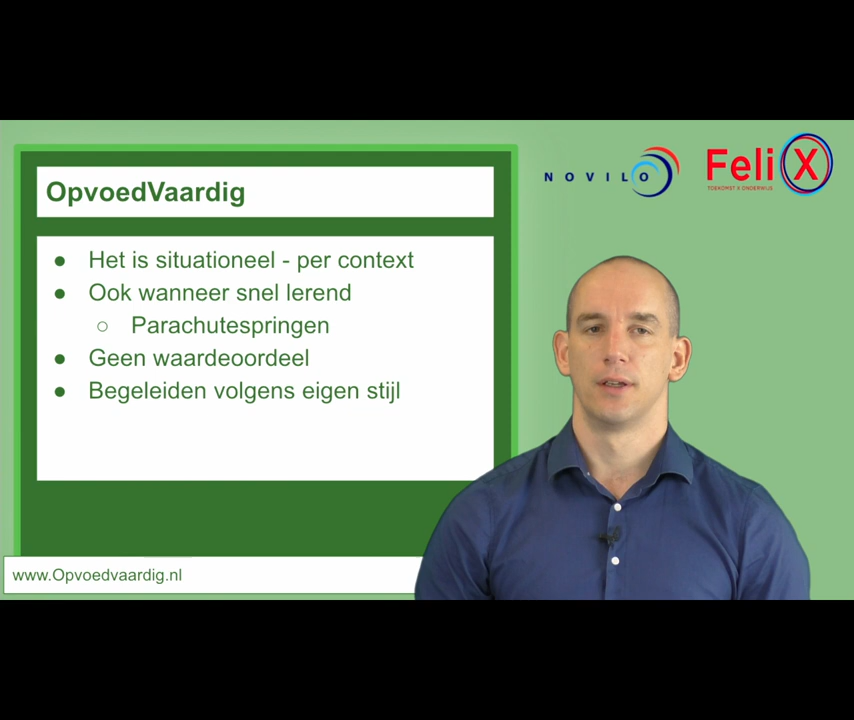 OpvoedVaardig
NOVILO
FeliX
TOEKOMST X ONDERWIJS
● Het is situationeel - per context
● Ook wanneer snel lerend
○ Parachutespringen
● Geen waardeoordeel
● Begeleiden volgens eigen stijl
www.Opvoedvaardig.nl